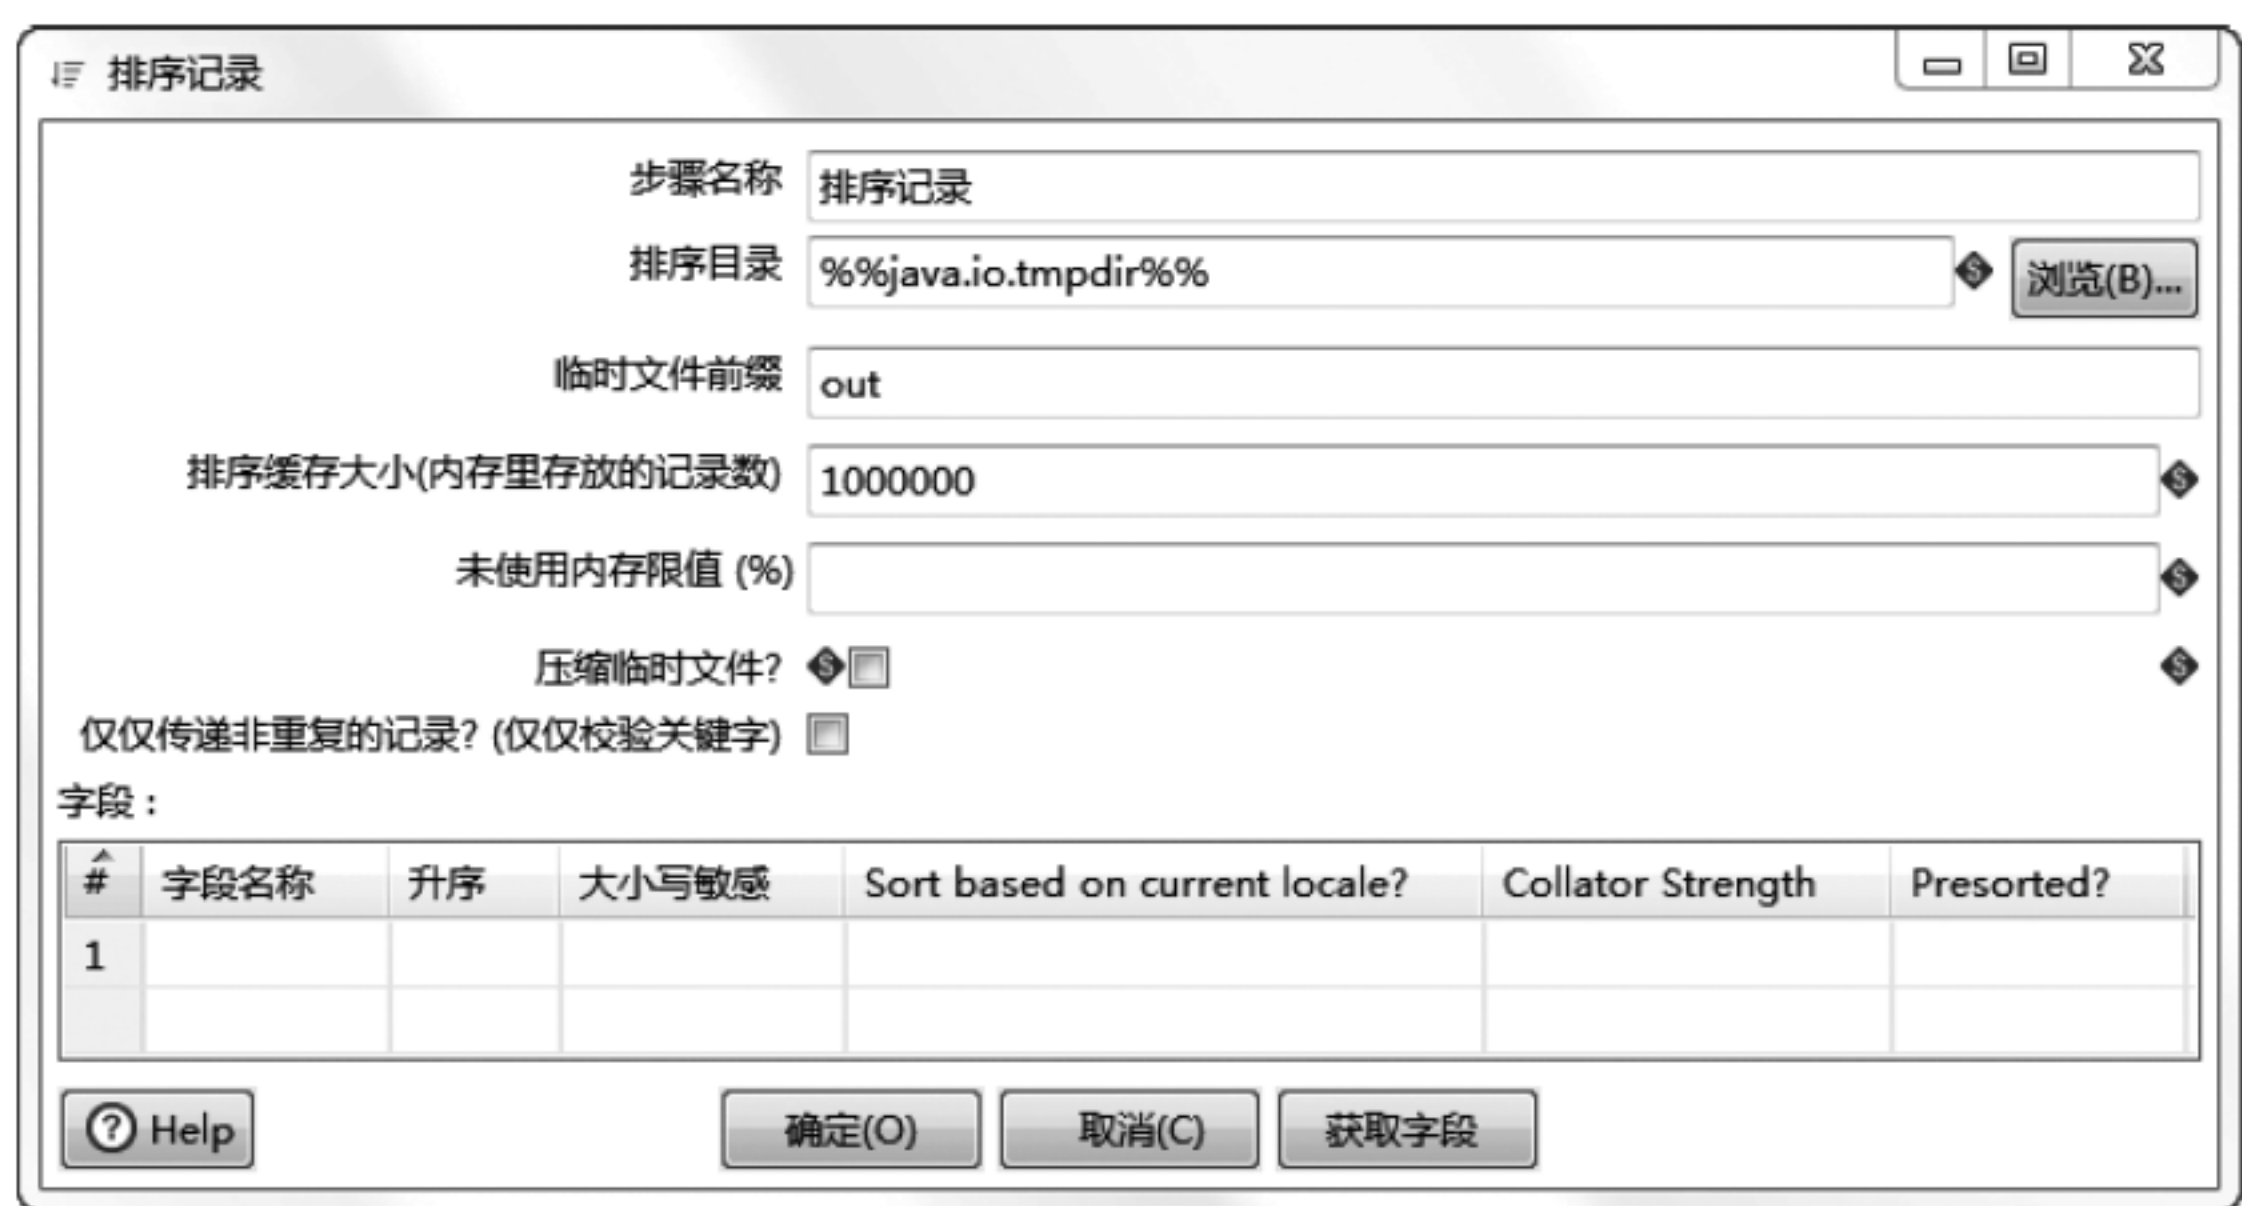 排序记录
步骤名称 排序记录
排序目录 %%java.io.tmpdir%% 浏览(B)...
临时文件前缀 out
排序缓存大小(内存里存放的记录数) 1000000
未使用内存限值 (%)
压缩临时文件?
仅仅传递非重复的记录? (仅仅校验关键字)
字段：
# 字段名称 升序 大小写敏感 Sort based on current locale? Collator Strength Presorted?
1
Help 确定(O) 取消(C) 获取字段